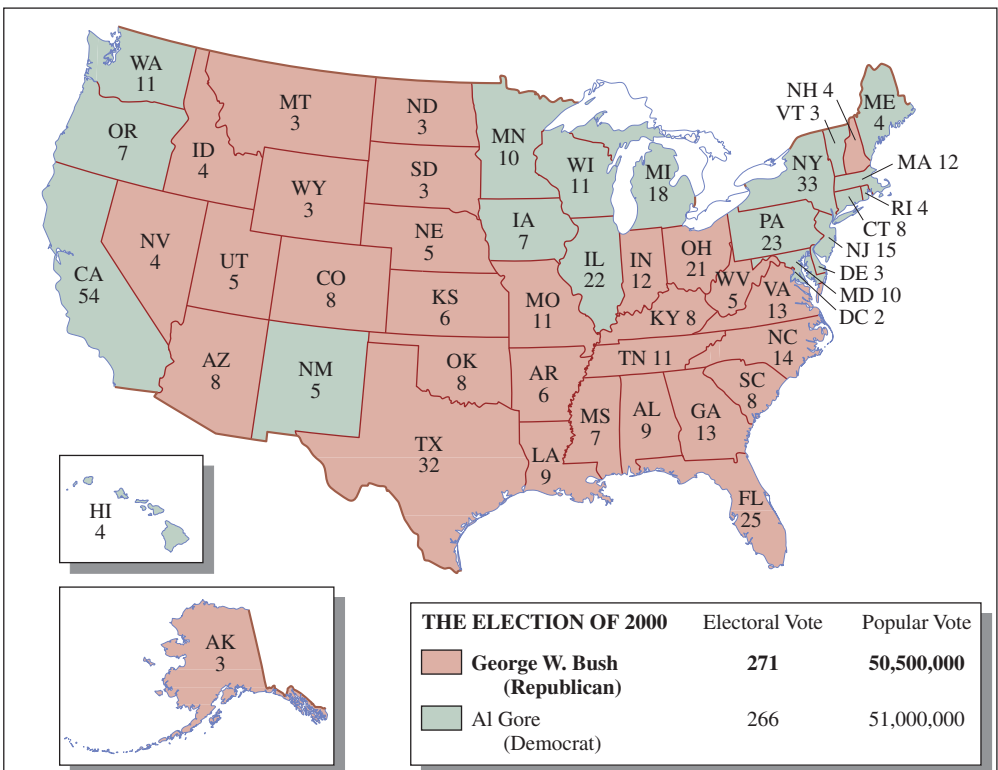 WA
11
OR
7
CA
54
NV
4
ID
4
MT
3
WY
3
UT
5
AZ
8
CO
8
NM
5
ND
3
SD
3
NE
5
KS
6
OK
8
TX
32
MN
10
IA
7
MO
11
AR
6
LA
9
WI
11
IL
22
MI
18
IN
12
OH
21
KY 8
TN 11
MS
7
AL
9
GA
13
FL
25
SC
8
NC
14
VA
13
WV
5
PA
23
NY
33
VT 3
NH 4
ME
4
MA 12
RI 4
CT 8
NJ 15
DE 3
MD 10
DC 2
HI
4
AK
3
THE ELECTION OF 2000 Electoral Vote Popular Vote
George W. Bush 271 50,500,000
(Republican)
Al Gore 266 51,000,000
(Democrat)